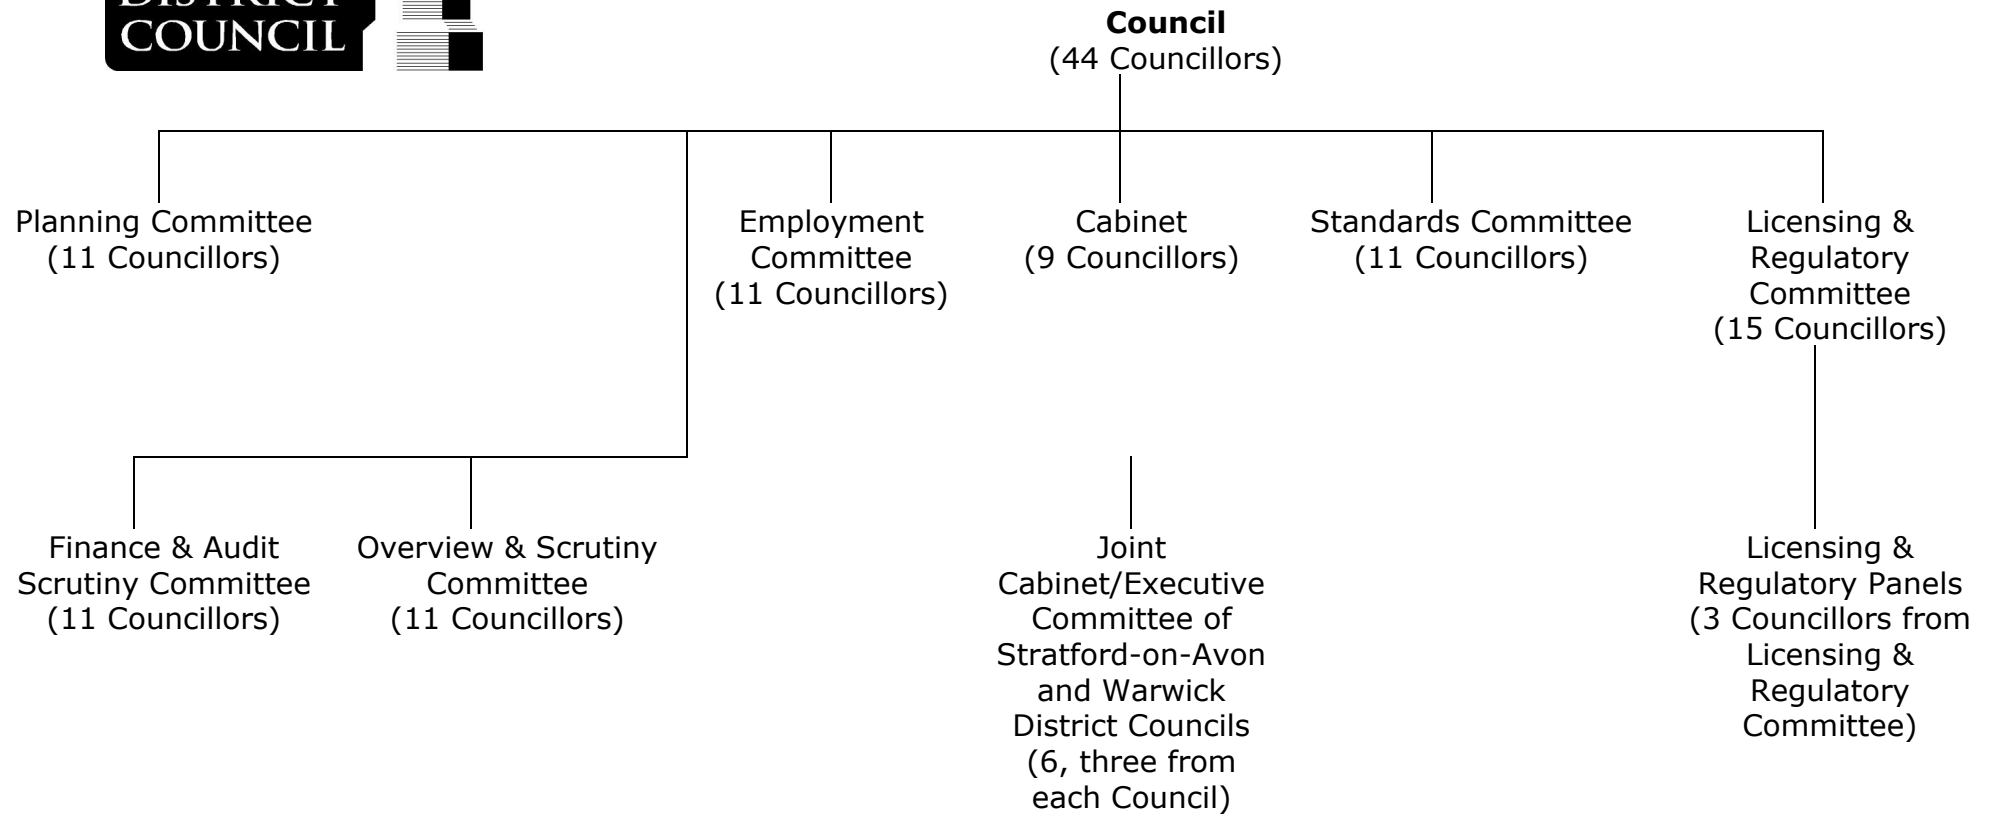 DISTRICT
COUNCIL
Council
(44 Councillors)
Planning Committee
(11 Councillors)
Employment
Committee
(11 Councillors)
Cabinet
(9 Councillors)
Standards Committee
(11 Councillors)
Licensing &
Regulatory
Committee
(15 Councillors)
Finance & Audit
Scrutiny Committee
(11 Councillors)
Overview & Scrutiny
Committee
(11 Councillors)
Joint
Cabinet/Executive
Committee of
Stratford-on-Avon
and Warwick
District Councils
(6, three from
each Council)
Licensing &
Regulatory Panels
(3 Councillors from
Licensing &
Regulatory
Committee)